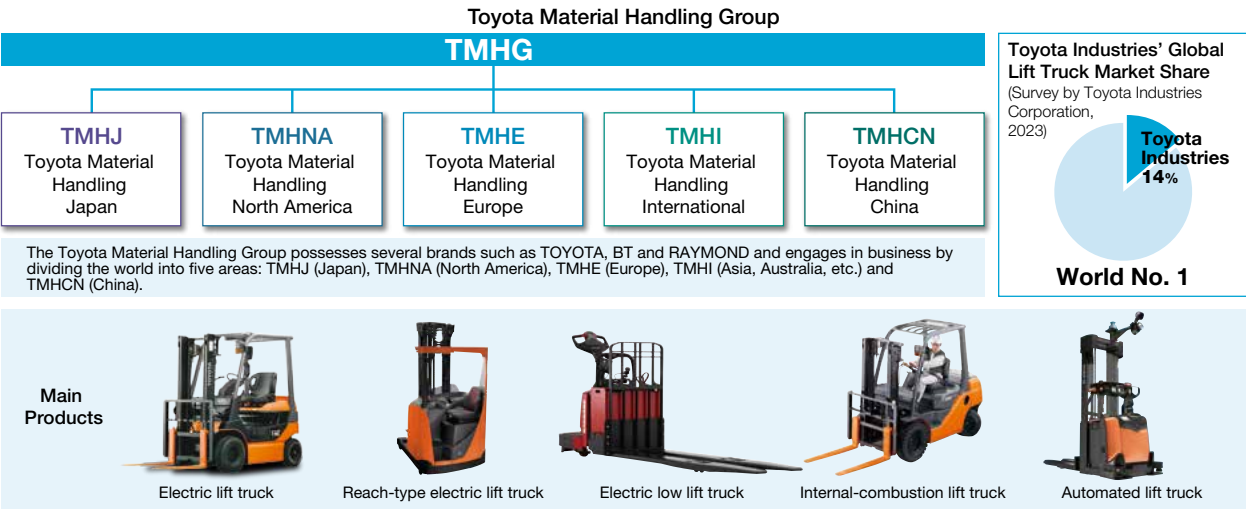 Toyota Material Handling Group
TMHG
TMHJ
Toyota Material
Handling
Japan
TMHNA
Toyota Material
Handling
North America
TMHE
Toyota Material
Handling
Europe
TMHI
Toyota Material
Handling
International
TMHCN
Toyota Material
Handling
China
The Toyota Material Handling Group possesses several brands such as TOYOTA, BT and RAYMOND and engages in business by
dividing the world into five areas: TMHJ (Japan), TMHNA (North America), TMHE (Europe), TMHI (Asia, Australia, etc.) and
TMHCN (China).
Toyota Industries’ Global
Lift Truck Market Share
(Survey by Toyota Industries
Corporation,
2023)
Toyota
Industries
14%
World No. 1
Main
Products
Electric lift truck
Reach-type electric lift truck
Electric low lift truck
Internal-combustion lift truck
Automated lift truck